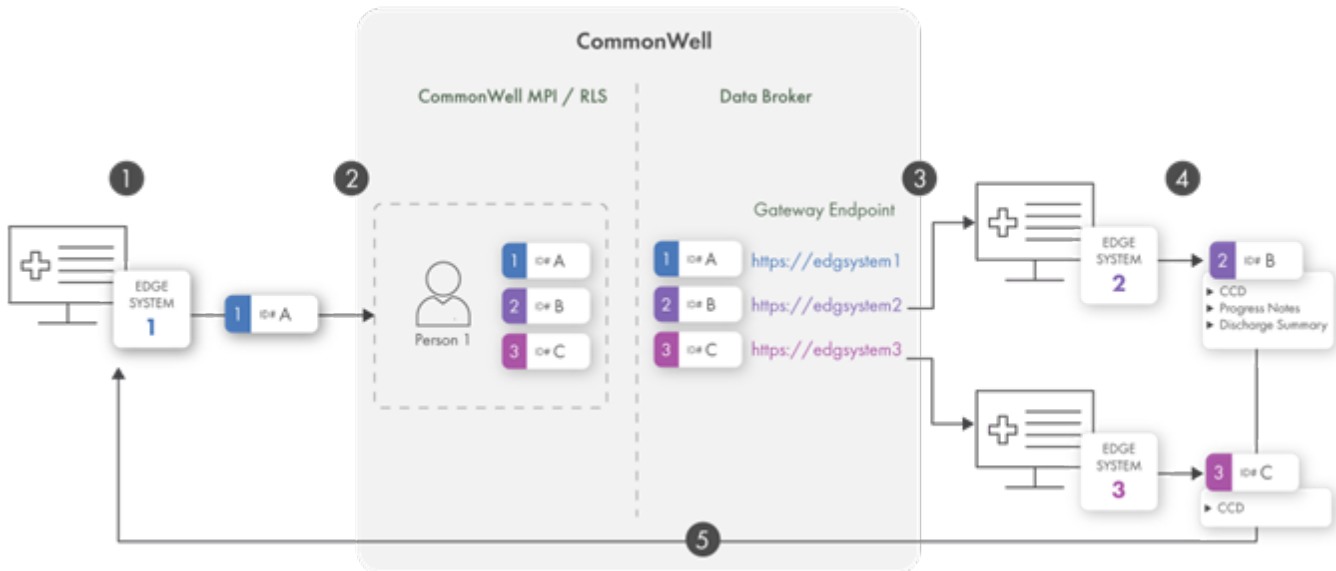 CommonWell
CommonWell MPI / RLS
Data Broker
1
2
3
4
Gateway Endpoint
EDGE
SYSTEM
1
1 ID# A
Person 1
1 ID# A
2 ID# B
3 ID# C
1 ID# A https://edgsystem1
2 ID# B https://edgsystem2
3 ID# C https://edgsystem3
EDGE
SYSTEM
2
2 ID# B
CCD
Progress Notes
Discharge Summary
EDGE
SYSTEM
3
3 ID# C
CCD
5